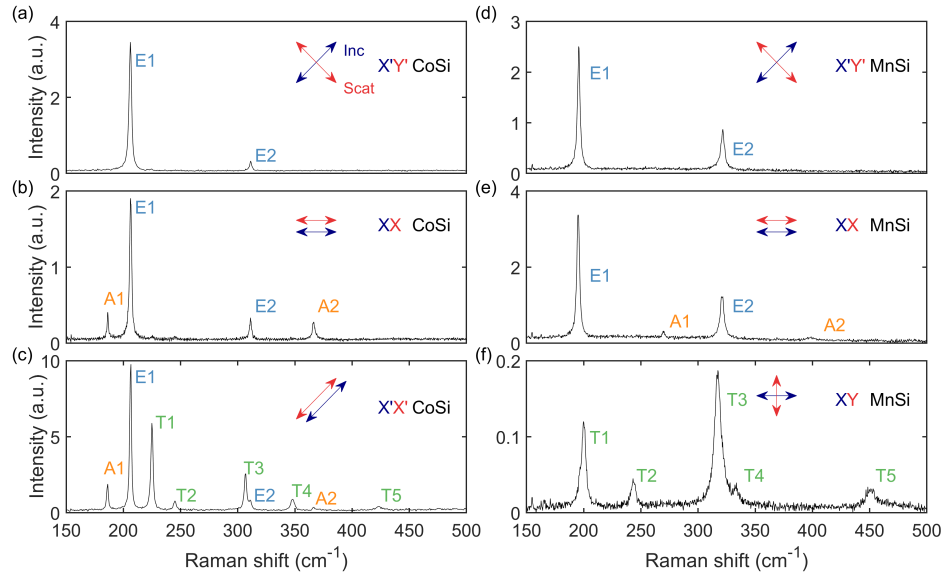 (a)
4
2
0
Intensity (a.u.)
E1
E2
Inc
Scat
X'Y' CoSi
(b)
2
1
0
Intensity (a.u.)
A1
E1
E2
A2
XX CoSi
(c)
10
5
0
Intensity (a.u.)
A1
E1
T1
T2
T3
E2
T4
A2
T5
X'X' CoSi
150 200 250 300 350 400 450 500
Raman shift (cm⁻¹)
(d)
3
2
1
0
E1
E2
X'Y' MnSi
(e)
4
2
0
E1
A1
E2
A2
XX MnSi
(f)
0.2
0.1
0
T1
T2
T3
T4
T5
XY MnSi
150 200 250 300 350 400 450 500
Raman shift (cm⁻¹)